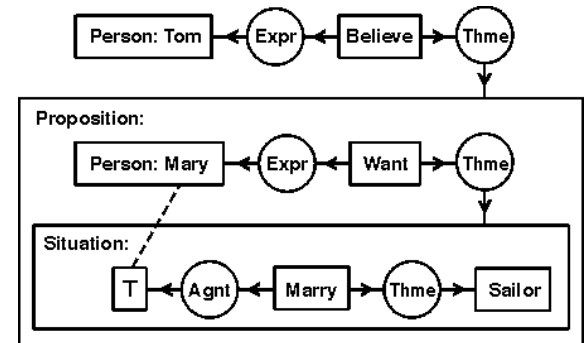 Person: Tom Expr Believe Thme
Proposition:
Person: Mary Expr Want Thme
Situation:
T Agnt Marry Thme Sailor